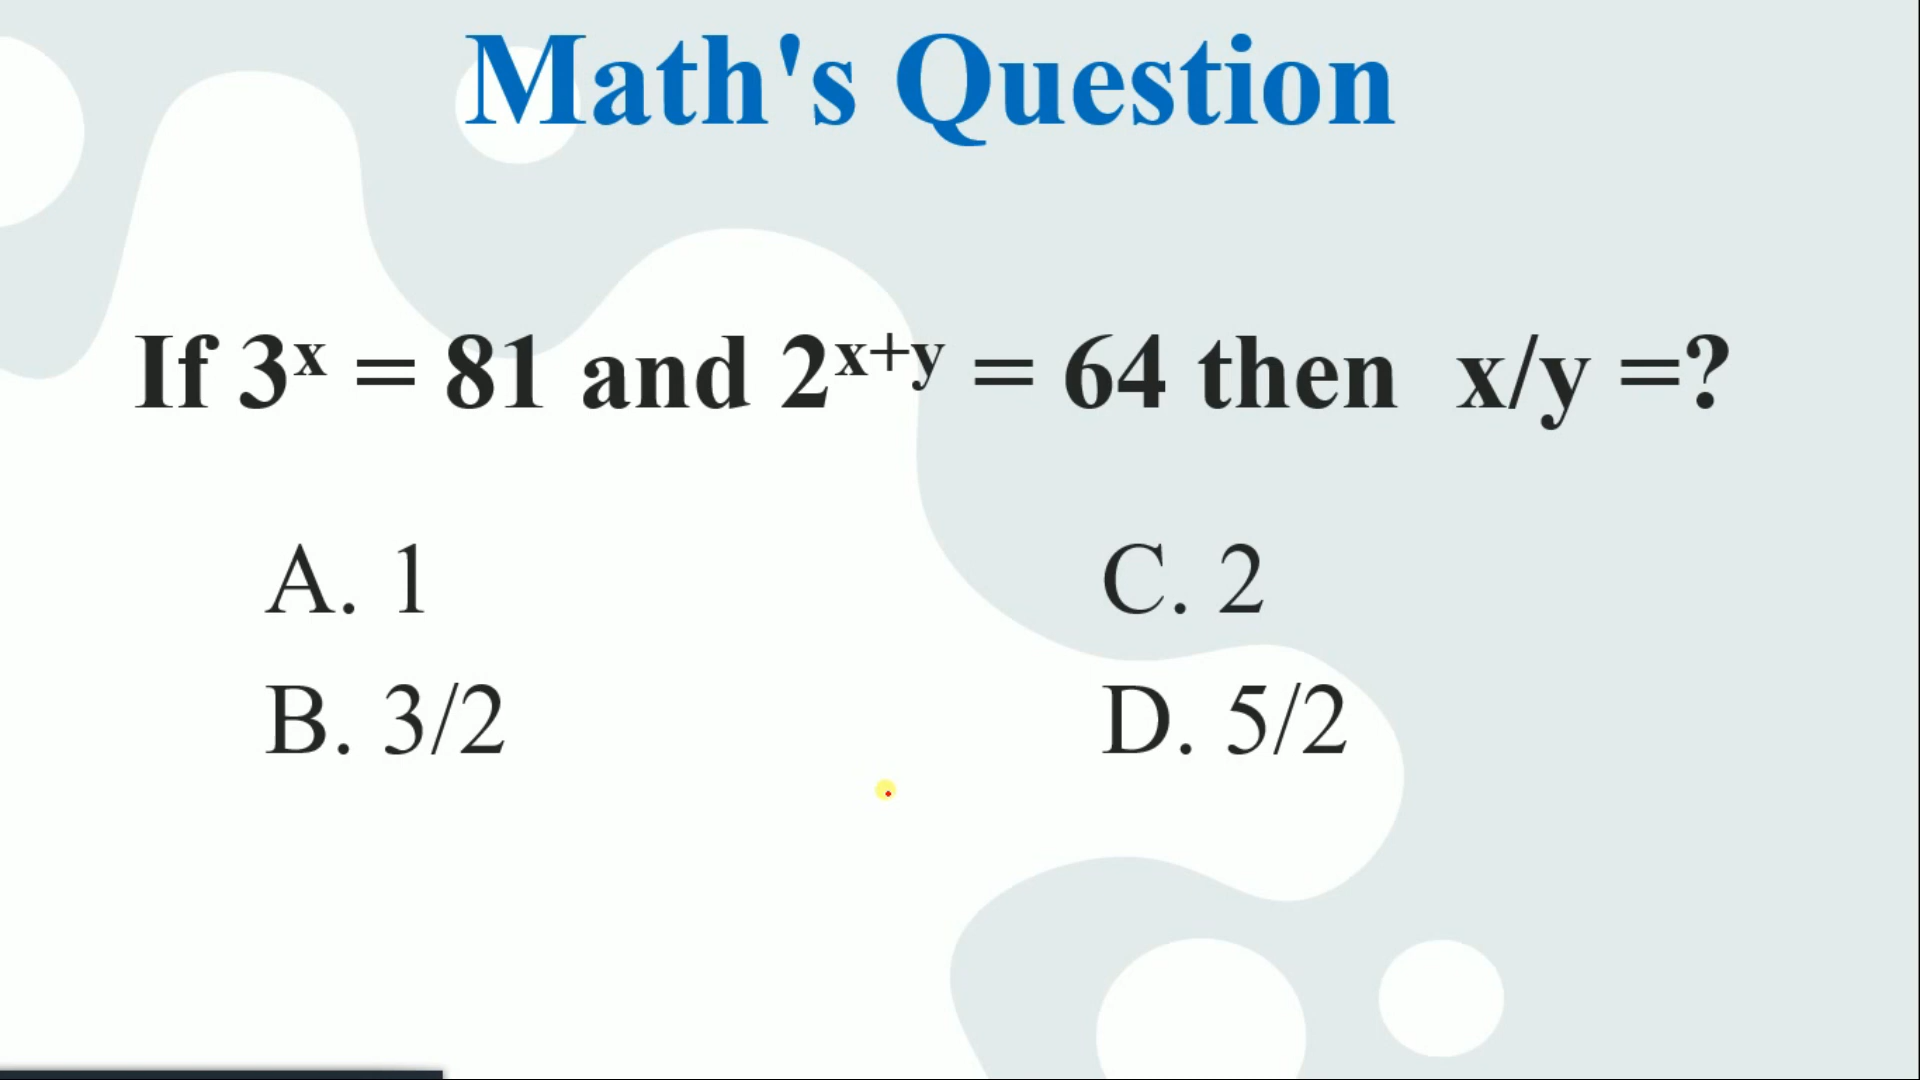 Math's Question
If 3ˣ = 81 and 2ˣ⁺ʸ = 64 then x/y =?
A. 1
C. 2
B. 3/2
D. 5/2